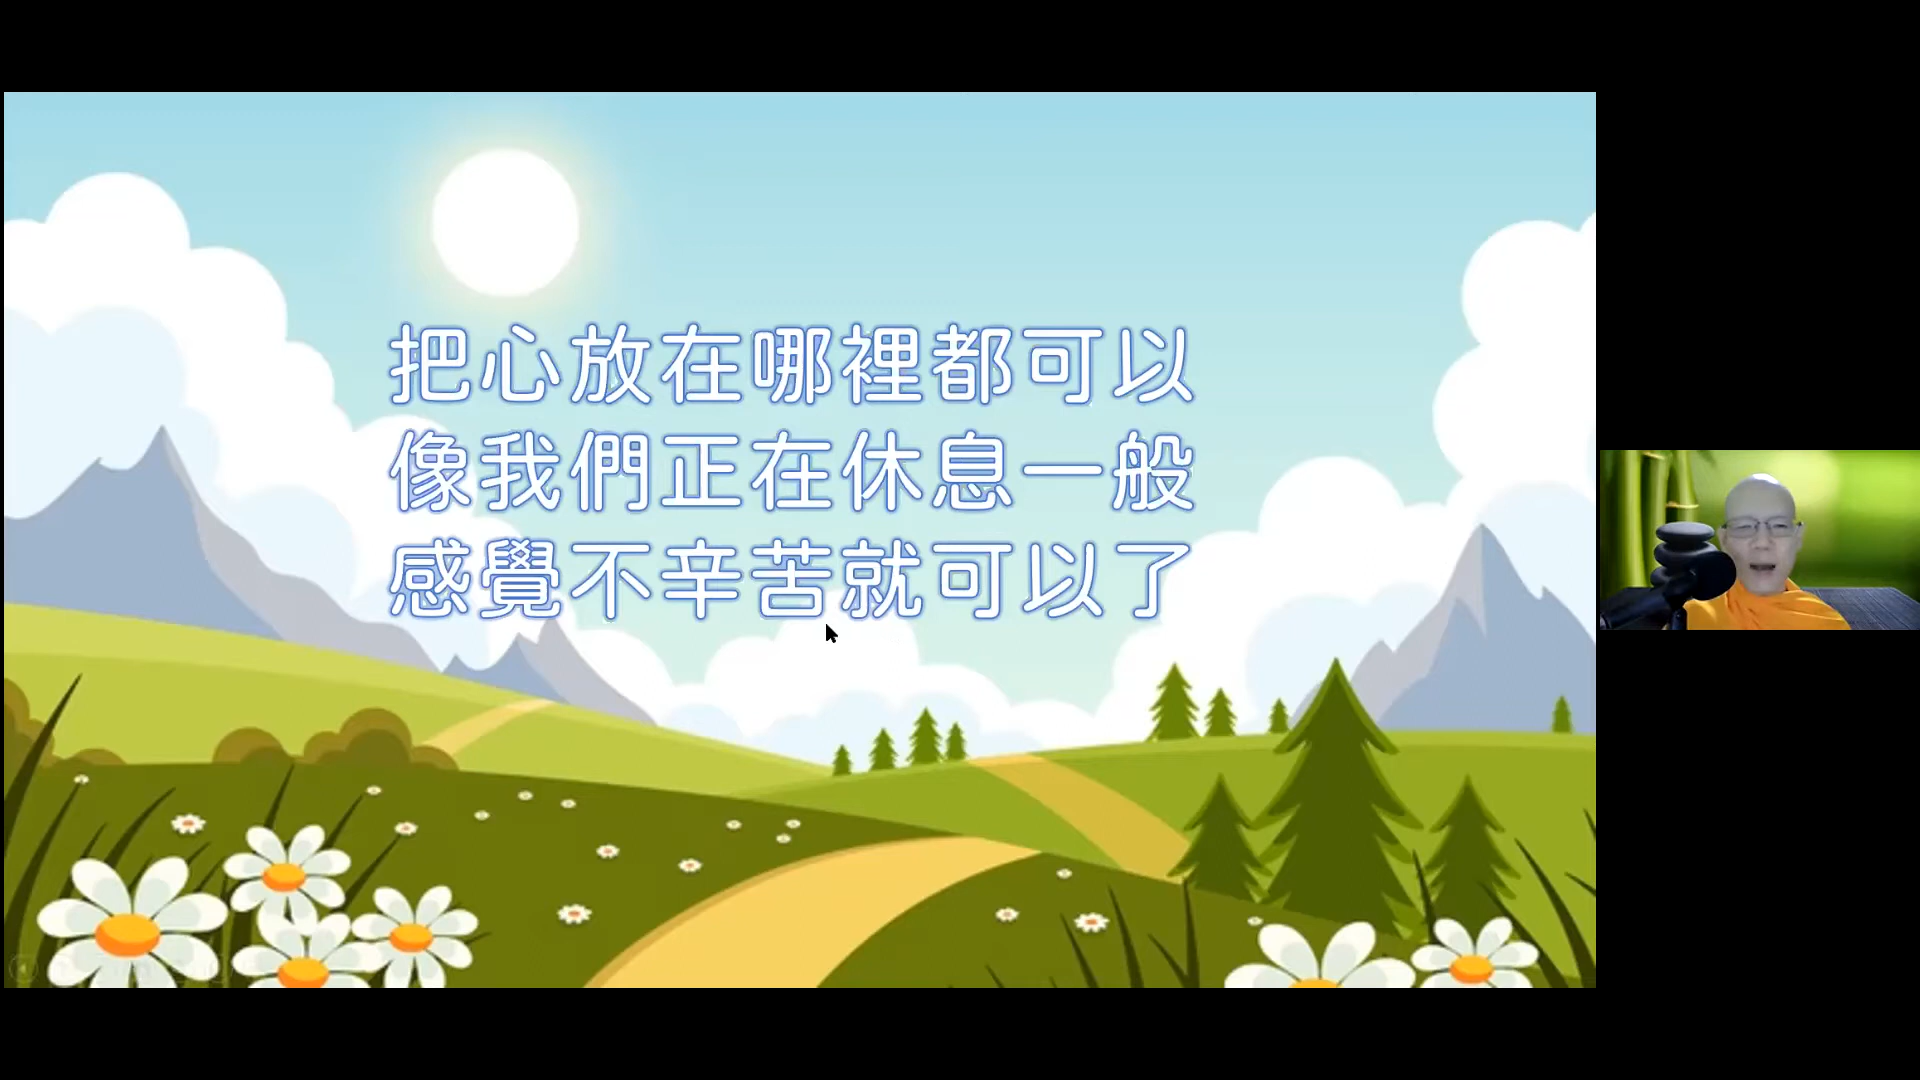 把心放在哪裡都可以
像我們正在休息一般
感覺不辛苦就可以了